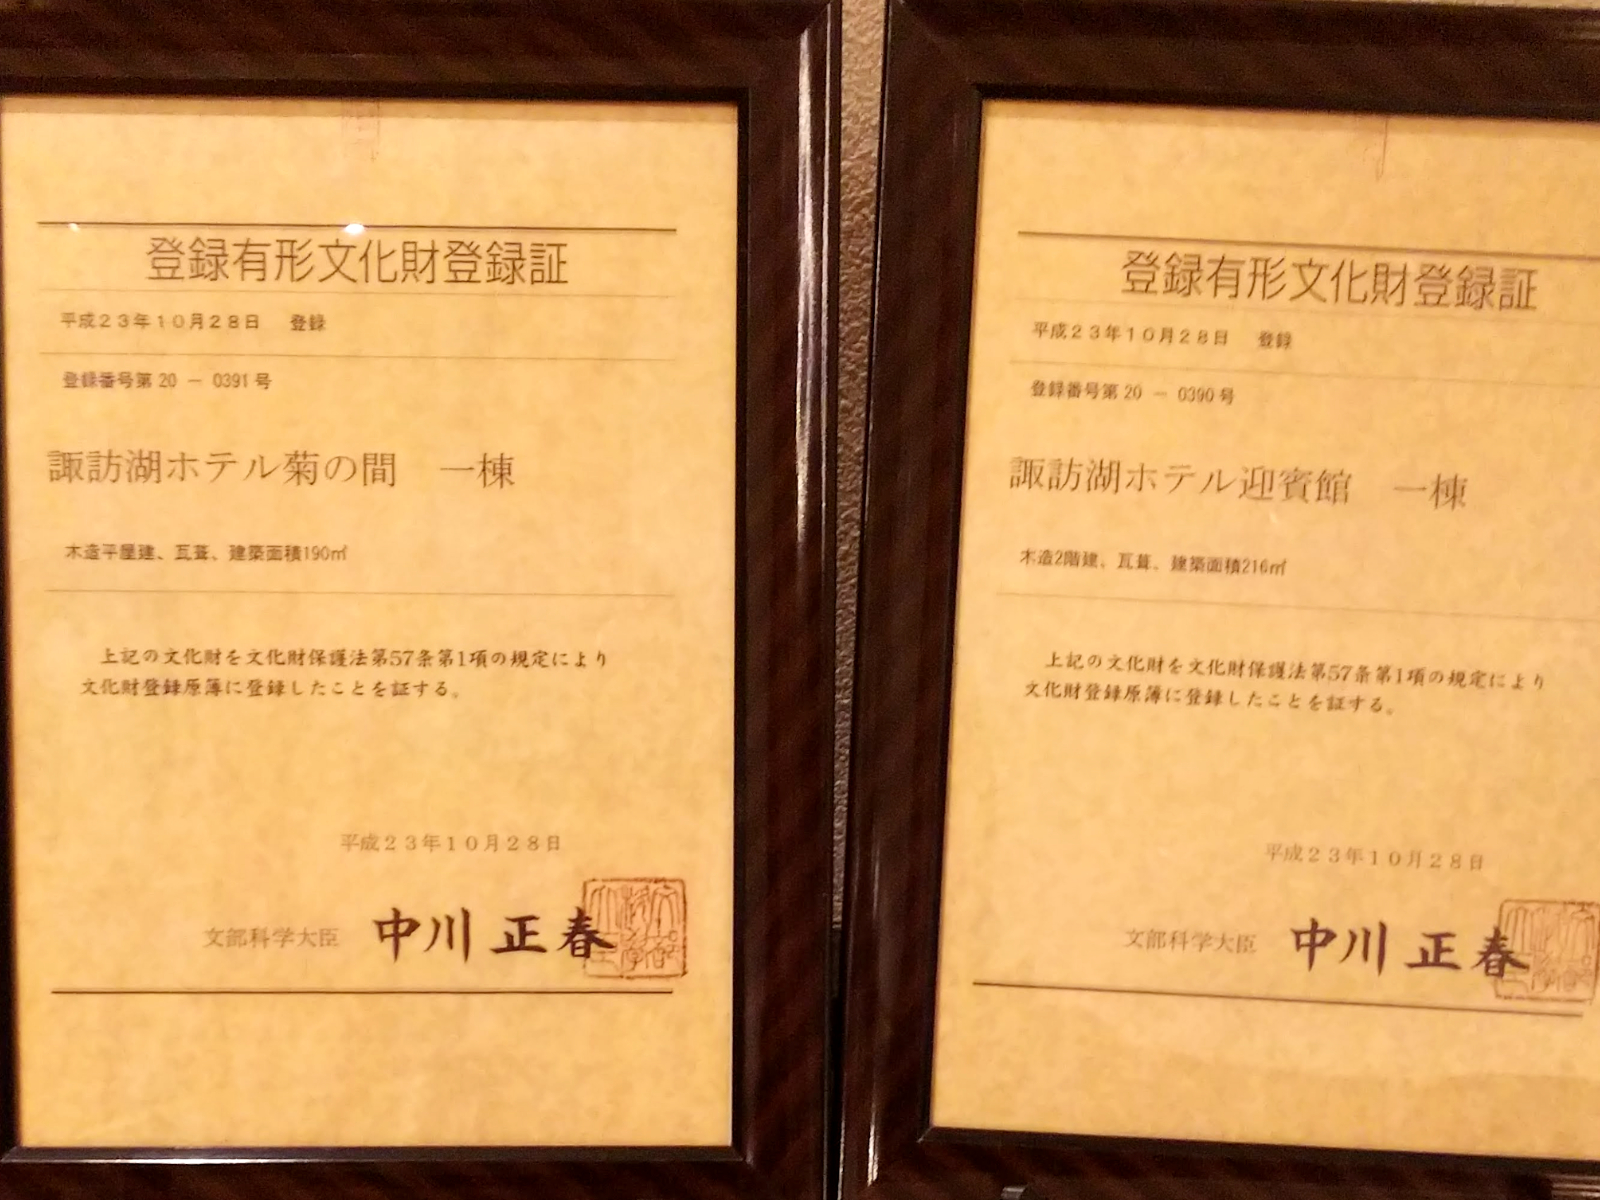 登録有形文化財登録証
平成23年10月28日 登録
登録番号第 20 － 0391 号
諏訪湖ホテル菊の間 一棟
木造平屋建、瓦葺、建築面積190㎡
上記の文化財を文化財保護法第57条第1項の規定により
文化財登録原簿に登録したことを証する。
平成23年10月28日
文部科学大臣 中川 正春
登録有形文化財登録証
平成23年10月28日 登録
登録番号第 20 － 0390 号
諏訪湖ホテル迎賓館 一棟
木造2階建、瓦葺、建築面積216㎡
上記の文化財を文化財保護法第57条第1項の規定により
文化財登録原簿に登録したことを証する。
平成23年10月28日
文部科学大臣 中川 正春